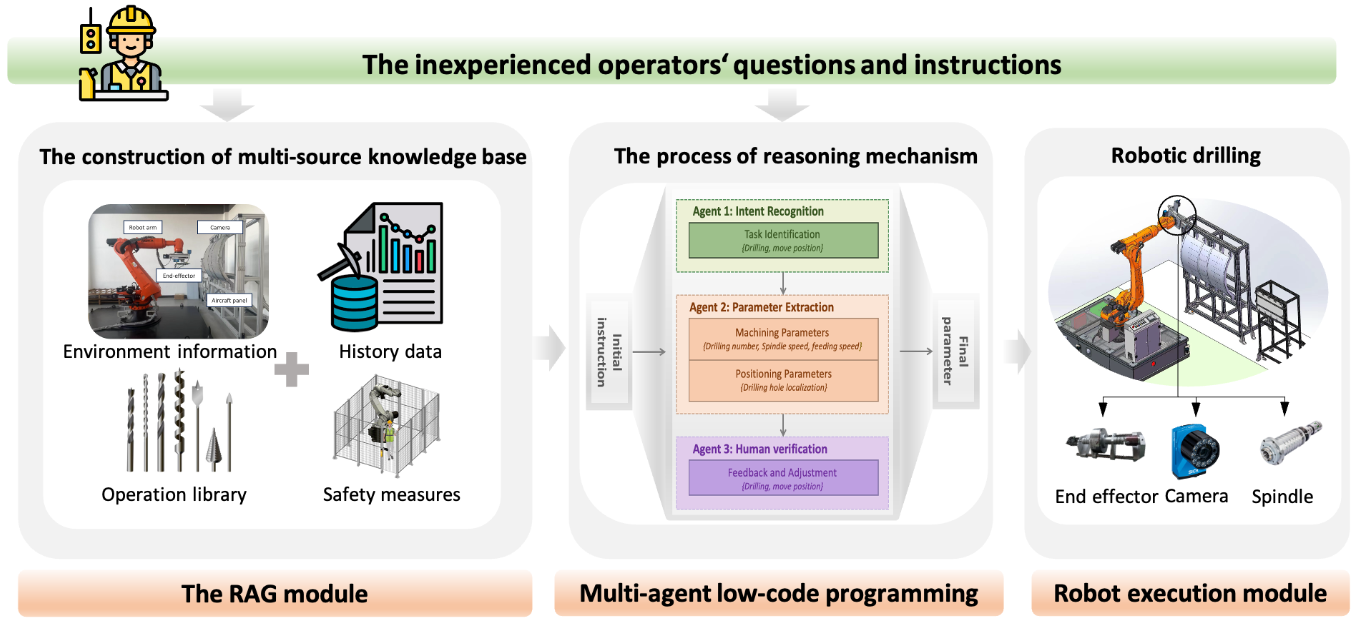 The inexperienced operators‘ questions and instructions
The construction of multi-source knowledge base
Robot arm
Camera
End-effector
Aircraft panel
Environment information
History data
Operation library
Safety measures
The RAG module
The process of reasoning mechanism
Initial
instruction
Agent 1: Intent Recognition
Task Identification
(Drilling, move position)
Agent 2: Parameter Extraction
Machining Parameters
(Drilling number, Spindle speed, feeding speed)
Positioning Parameters
(Drilling hole localization)
Agent 3: Human verification
Feedback and Adjustment
(Drilling, move position)
Final
parameter
Multi-agent low-code programming
Robotic drilling
End effector
Camera
Spindle
Robot execution module